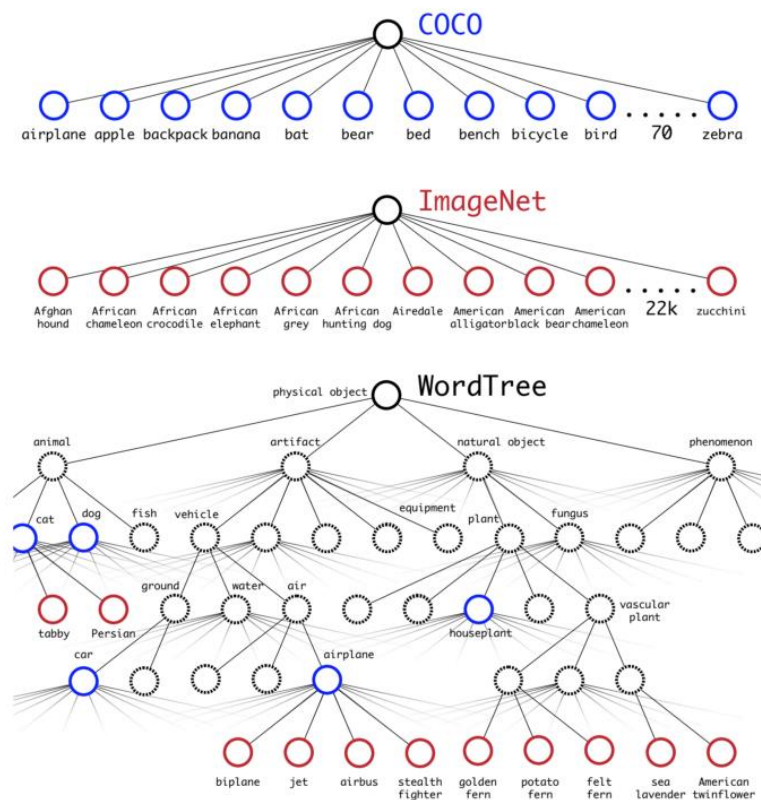 COCO
airplane apple backpack banana bat bear bed bench bicycle bird 70 zebra
ImageNet
Afghan hound
African chameleon
African crocodile
African elephant
African grey
African hunting dog
Airedale
American alligator
American black bear
American chameleon
22k
zucchini
WordTree
physical object
animal artifact natural object phenomenon
cat dog fish vehicle equipment plant fungus
ground water air houseplant vascular plant
tabby Persian
car airplane
biplane jet airbus stealth fighter golden fern potato fern felt fern sea lavender American twinflower